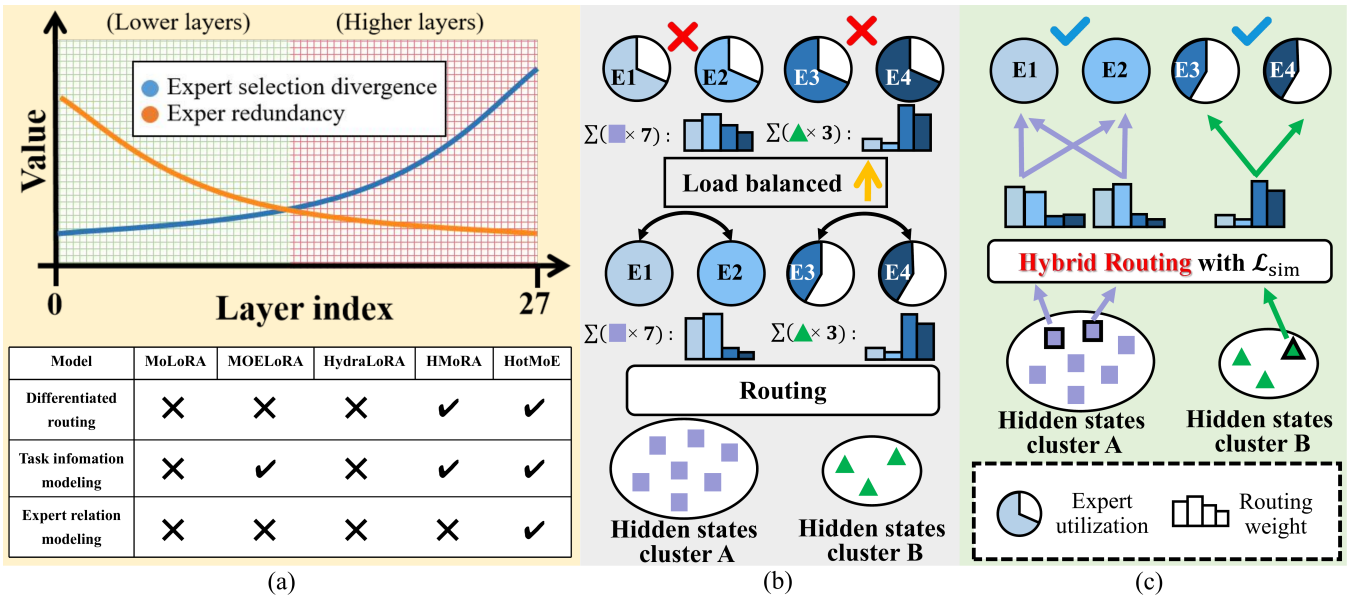 (Lower layers) (Higher layers)
Expert selection divergence
Exper redundancy
Value
0 Layer index 27
Model MoLoRA MOELoRA HydraLoRA HMoRA HotMoE
Differentiated routing ✕ ✕ ✕ ✓ ✓
Task infomation modeling ✕ ✓ ✕ ✓ ✓
Expert relation modeling ✕ ✕ ✕ ✕ ✓
(a)
E1 E2 E3 E4
∑(■× 7) : ∑(▲× 3) :
Load balanced
E1 E2 E3 E4
∑(■× 7) : ∑(▲× 3) :
Routing
Hidden states
cluster A
Hidden states
cluster B
(b)
E1 E2 E3 E4
Hybrid Routing with ℒsim
Hidden states
cluster A
Hidden states
cluster B
Expert
utilization
Routing
weight
(c)